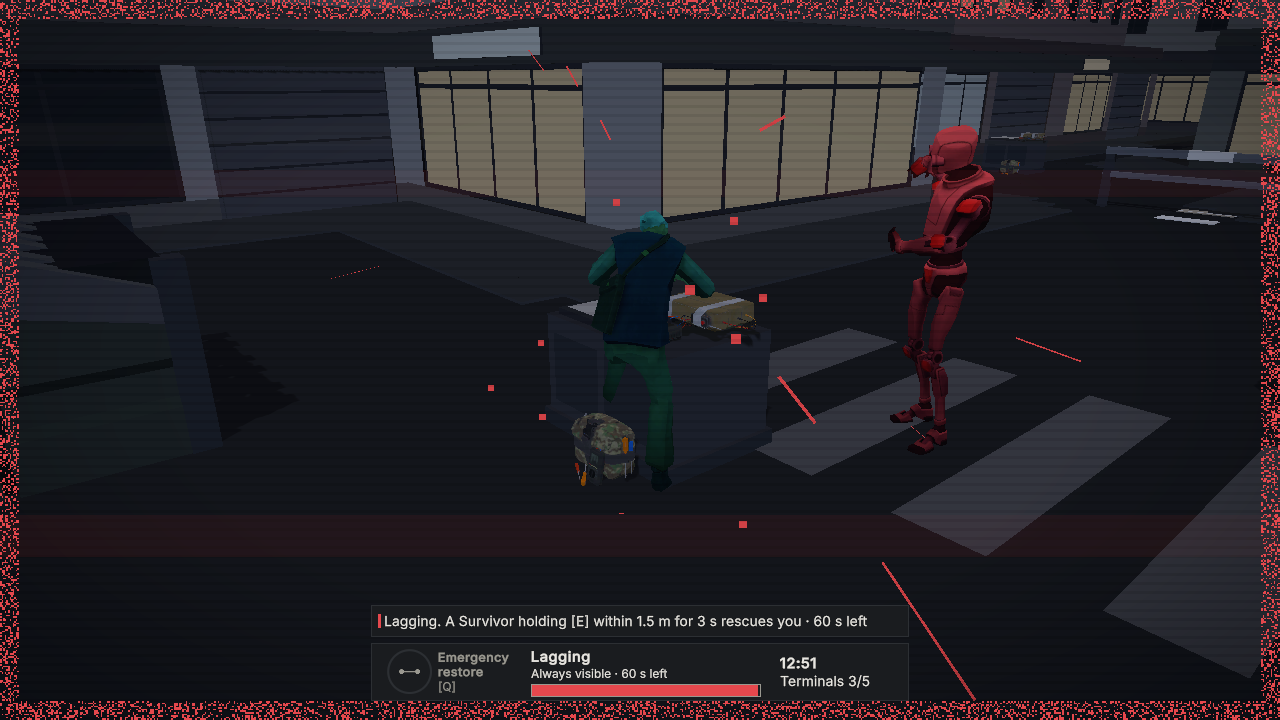 Lagging. A Survivor holding [E] within 1.5 m for 3 s rescues you · 60 s left
Emergency
restore
[Q]
Lagging
Always visible · 60 s left
12:51
Terminals 3/5